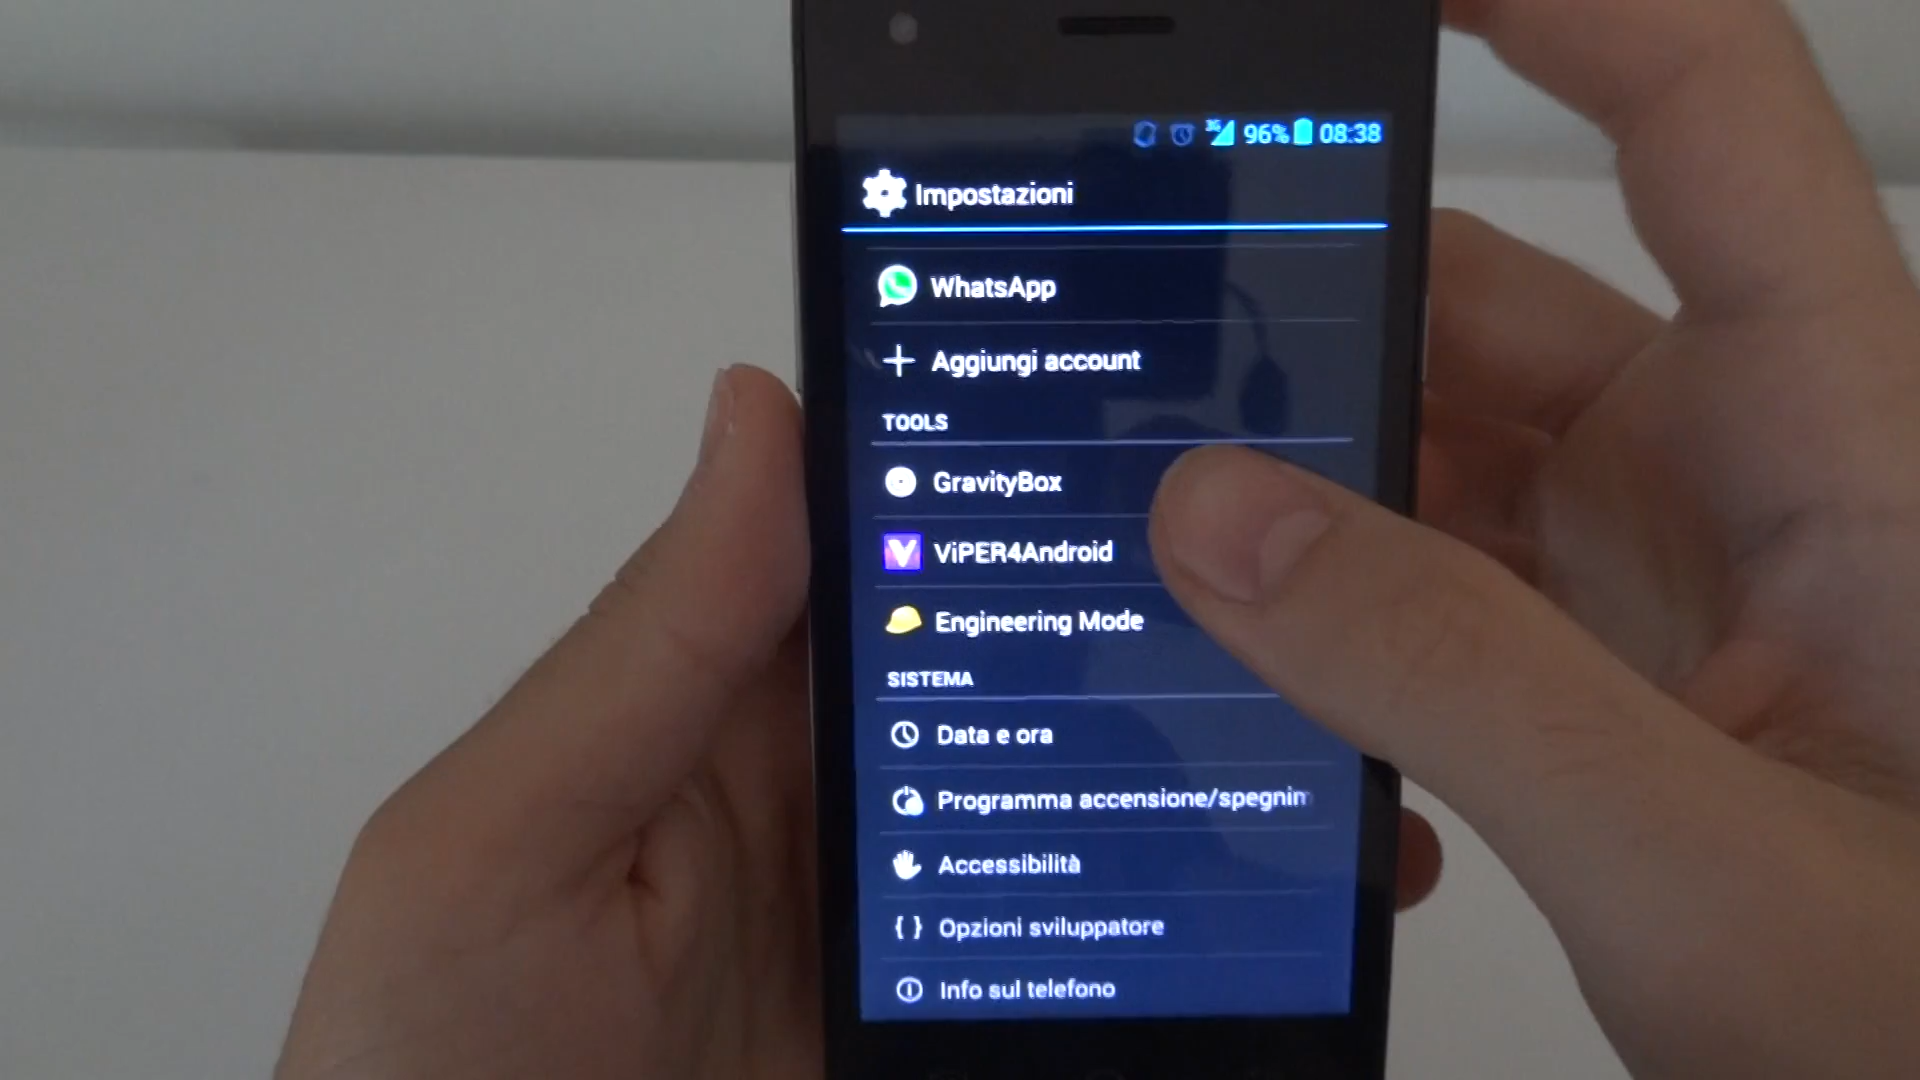 3G 96% 08:38
Impostazioni
WhatsApp
Aggiungi account
TOOLS
GravityBox
ViPER4Android
Engineering Mode
SISTEMA
Data e ora
Programma accensione/spegnim
Accessibilità
{ } Opzioni sviluppatore
Info sul telefono